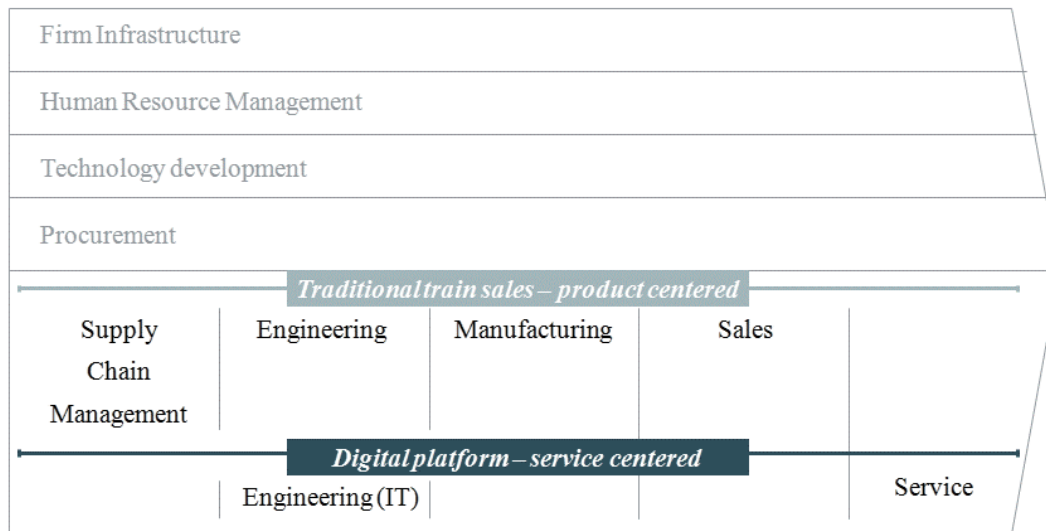 Firm Infrastructure
Human Resource Management
Technology development
Procurement
Traditional train sales – product centered
Supply
Chain
Management
Engineering
Manufacturing
Sales
Digital platform – service centered
Engineering (IT)
Service